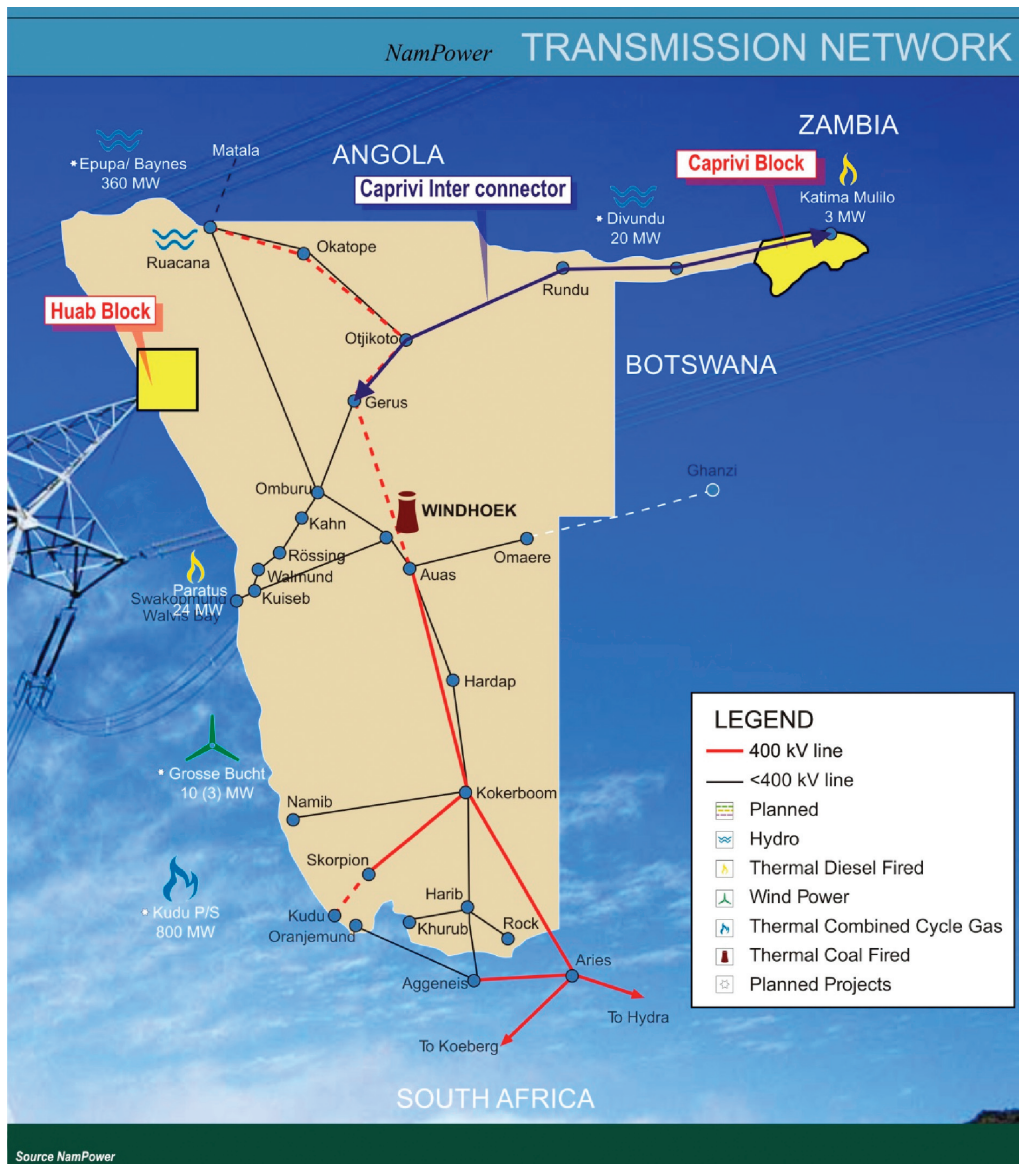 NamPower TRANSMISSION NETWORK
ZAMBIA
Matala
ANGOLA
* Epupa/ Baynes
360 MW
Caprivi Block
Caprivi Inter connector
Katima Mulilo
3 MW
* Divundu
20 MW
Okatope
Ruacana
Rundu
Huab Block
Otjikoto
BOTSWANA
Gerus
Ghanzi
Omburu
WINDHOEK
Kahn
Rössing
Omaere
Walmund
Auas
Paratus
24 MW
Kuiseb
Swakopmund
Walvis Bay
Hardap
LEGEND
400 kV line
<400 kV line
Planned
Hydro
Thermal Diesel Fired
Wind Power
Thermal Combined Cycle Gas
Thermal Coal Fired
Planned Projects
* Grosse Bucht
10 (3) MW
Namib
Kokerboom
Skorpion
Harib
* Kudu P/S
800 MW
Kudu
Oranjemund
Khurub
Rock
Aries
Aggeneis
To Hydra
To Koeberg
SOUTH AFRICA
Source NamPower